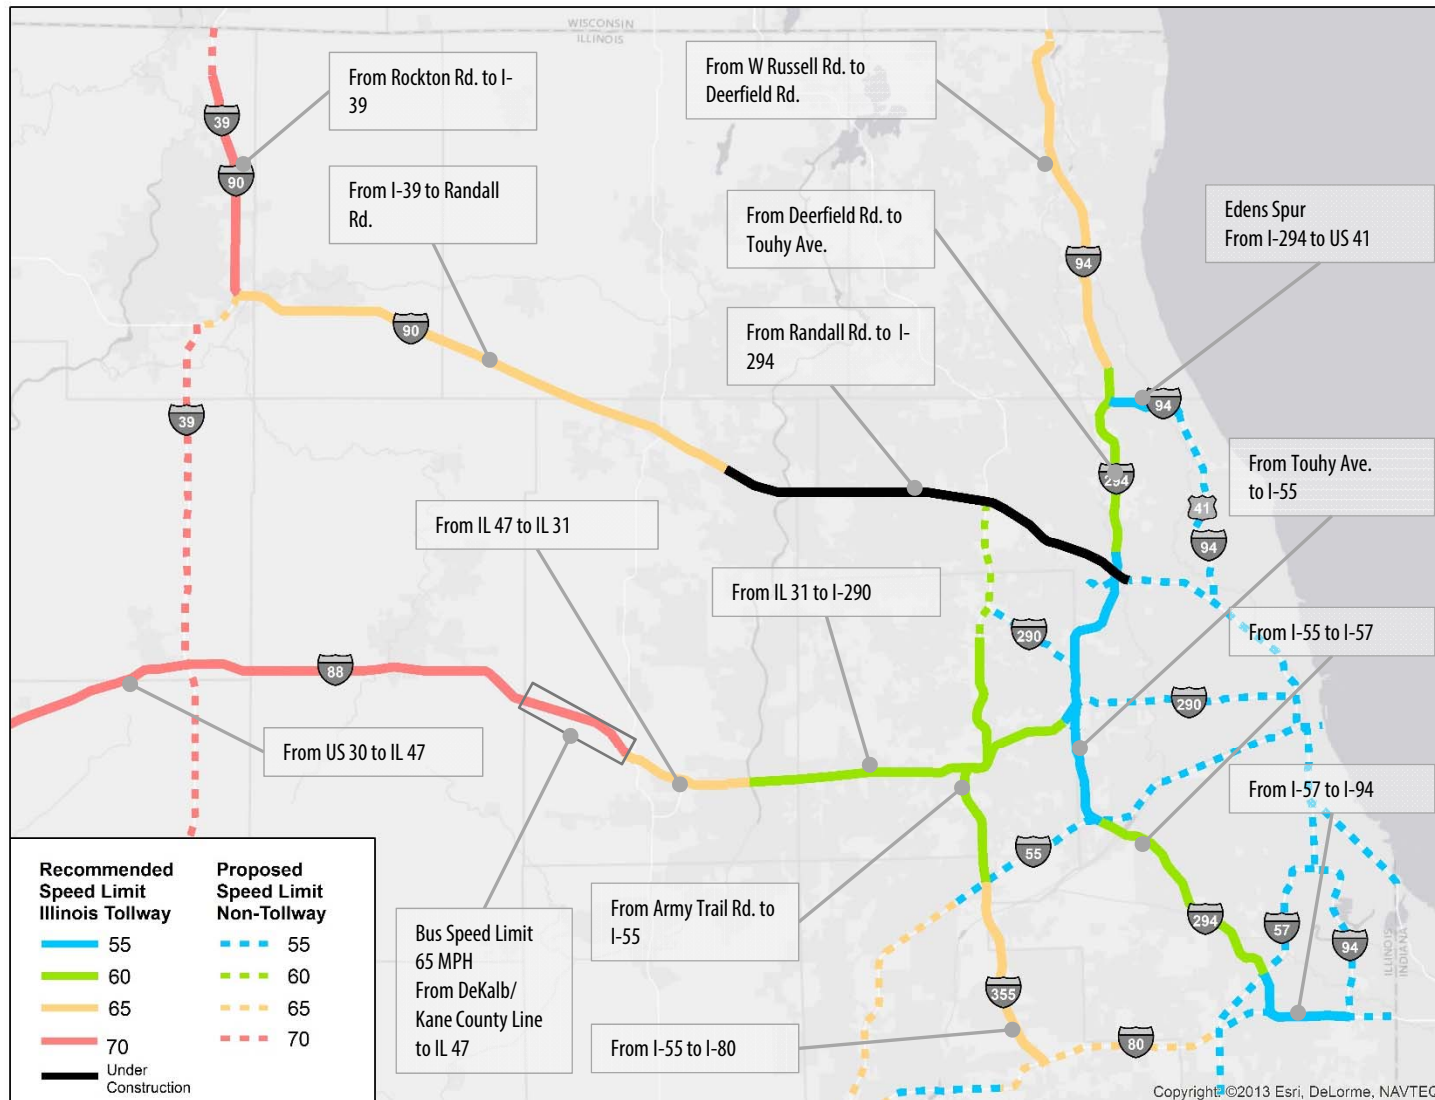 WISCONSIN
ILLINOIS
From Rockton Rd. to I-
39
From W Russell Rd. to
Deerfield Rd.
39
90
From I-39 to Randall
Rd.
From Deerfield Rd. to
Touhy Ave.
Edens Spur
From I-294 to US 41
94
90
From Randall Rd. to I-
294
39
94
From Touhy Ave.
to I-55
294
41
94
From IL 47 to IL 31
From IL 31 to I-290
290
From I-55 to I-57
88
290
From US 30 to IL 47
From I-57 to I-94
55
Recommended
Speed Limit
Illinois Tollway
55
60
65
70
Under
Construction
Proposed
Speed Limit
Non-Tollway
55
60
65
70
Bus Speed Limit
65 MPH
From DeKalb/
Kane County Line
to IL 47
From Army Trail Rd. to
I-55
294
57
94
ILLINOIS
INDIANA
355
From I-55 to I-80
80
Copyright: ©2013 Esri, DeLorme, NAVTEQ